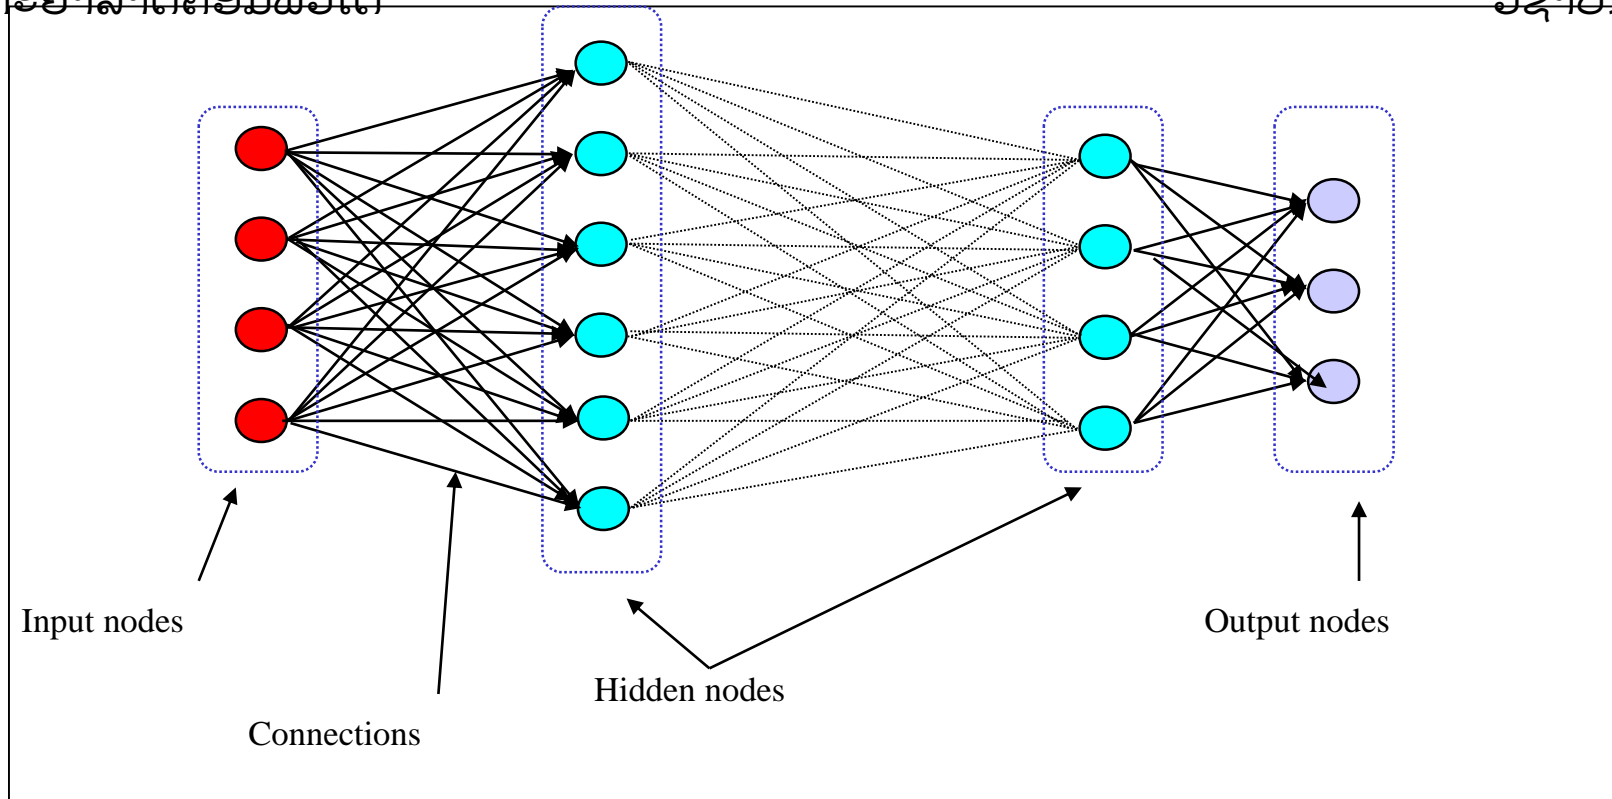 Input nodes
Output nodes
Hidden nodes
Connections